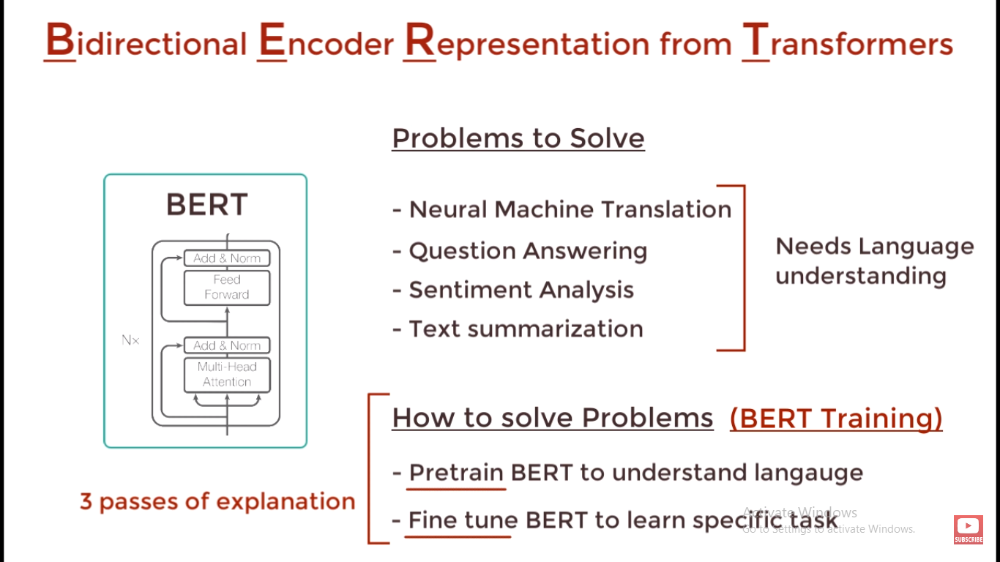 Bidirectional Encoder Representation from Transformers
Problems to Solve
BERT
Add & Norm
Feed
Forward
Nx
Add & Norm
Multi-Head
Attention
- Neural Machine Translation
- Question Answering
- Sentiment Analysis
- Text summarization
Needs Language
understanding
How to solve Problems (BERT Training)
- Pretrain BERT to understand langauge
- Fine tune BERT to learn specific task
3 passes of explanation
Activate Windows
Go to Settings to activate Windows.
SUBSCRIBE